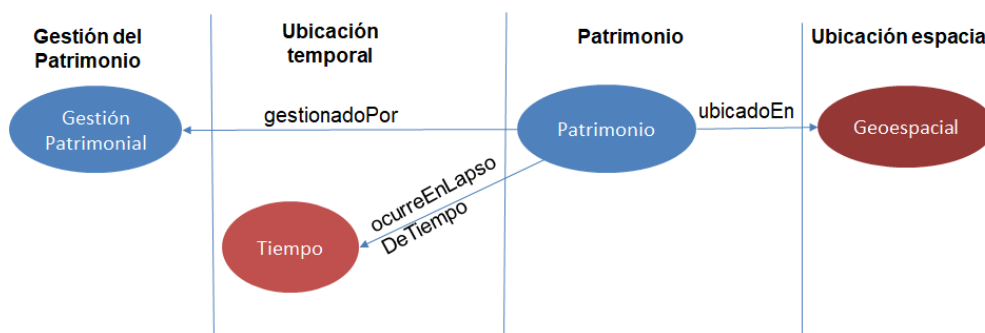 Gestión del
Patrimonio
Ubicación
temporal
Patrimonio
Ubicación espacia
Gestión
Patrimonial
gestionadoPor
Patrimonio
ubicadoEn
Geoespacial
ocurreEnLapso
DeTiempo
Tiempo